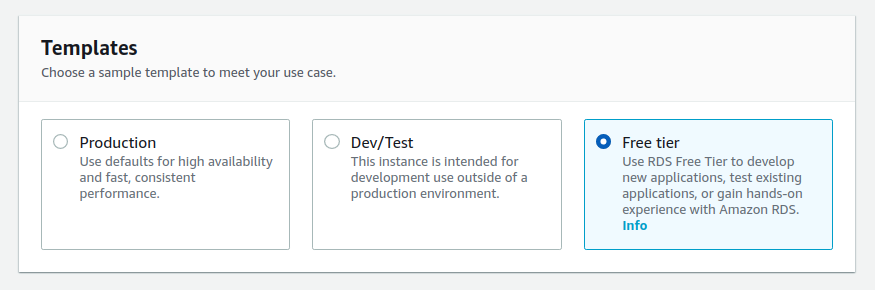 Templates
Choose a sample template to meet your use case.
Production
Use defaults for high availability
and fast, consistent
performance.
Dev/Test
This instance is intended for
development use outside of a
production environment.
Free tier
Use RDS Free Tier to develop
new applications, test existing
applications, or gain hands-on
experience with Amazon RDS.
Info